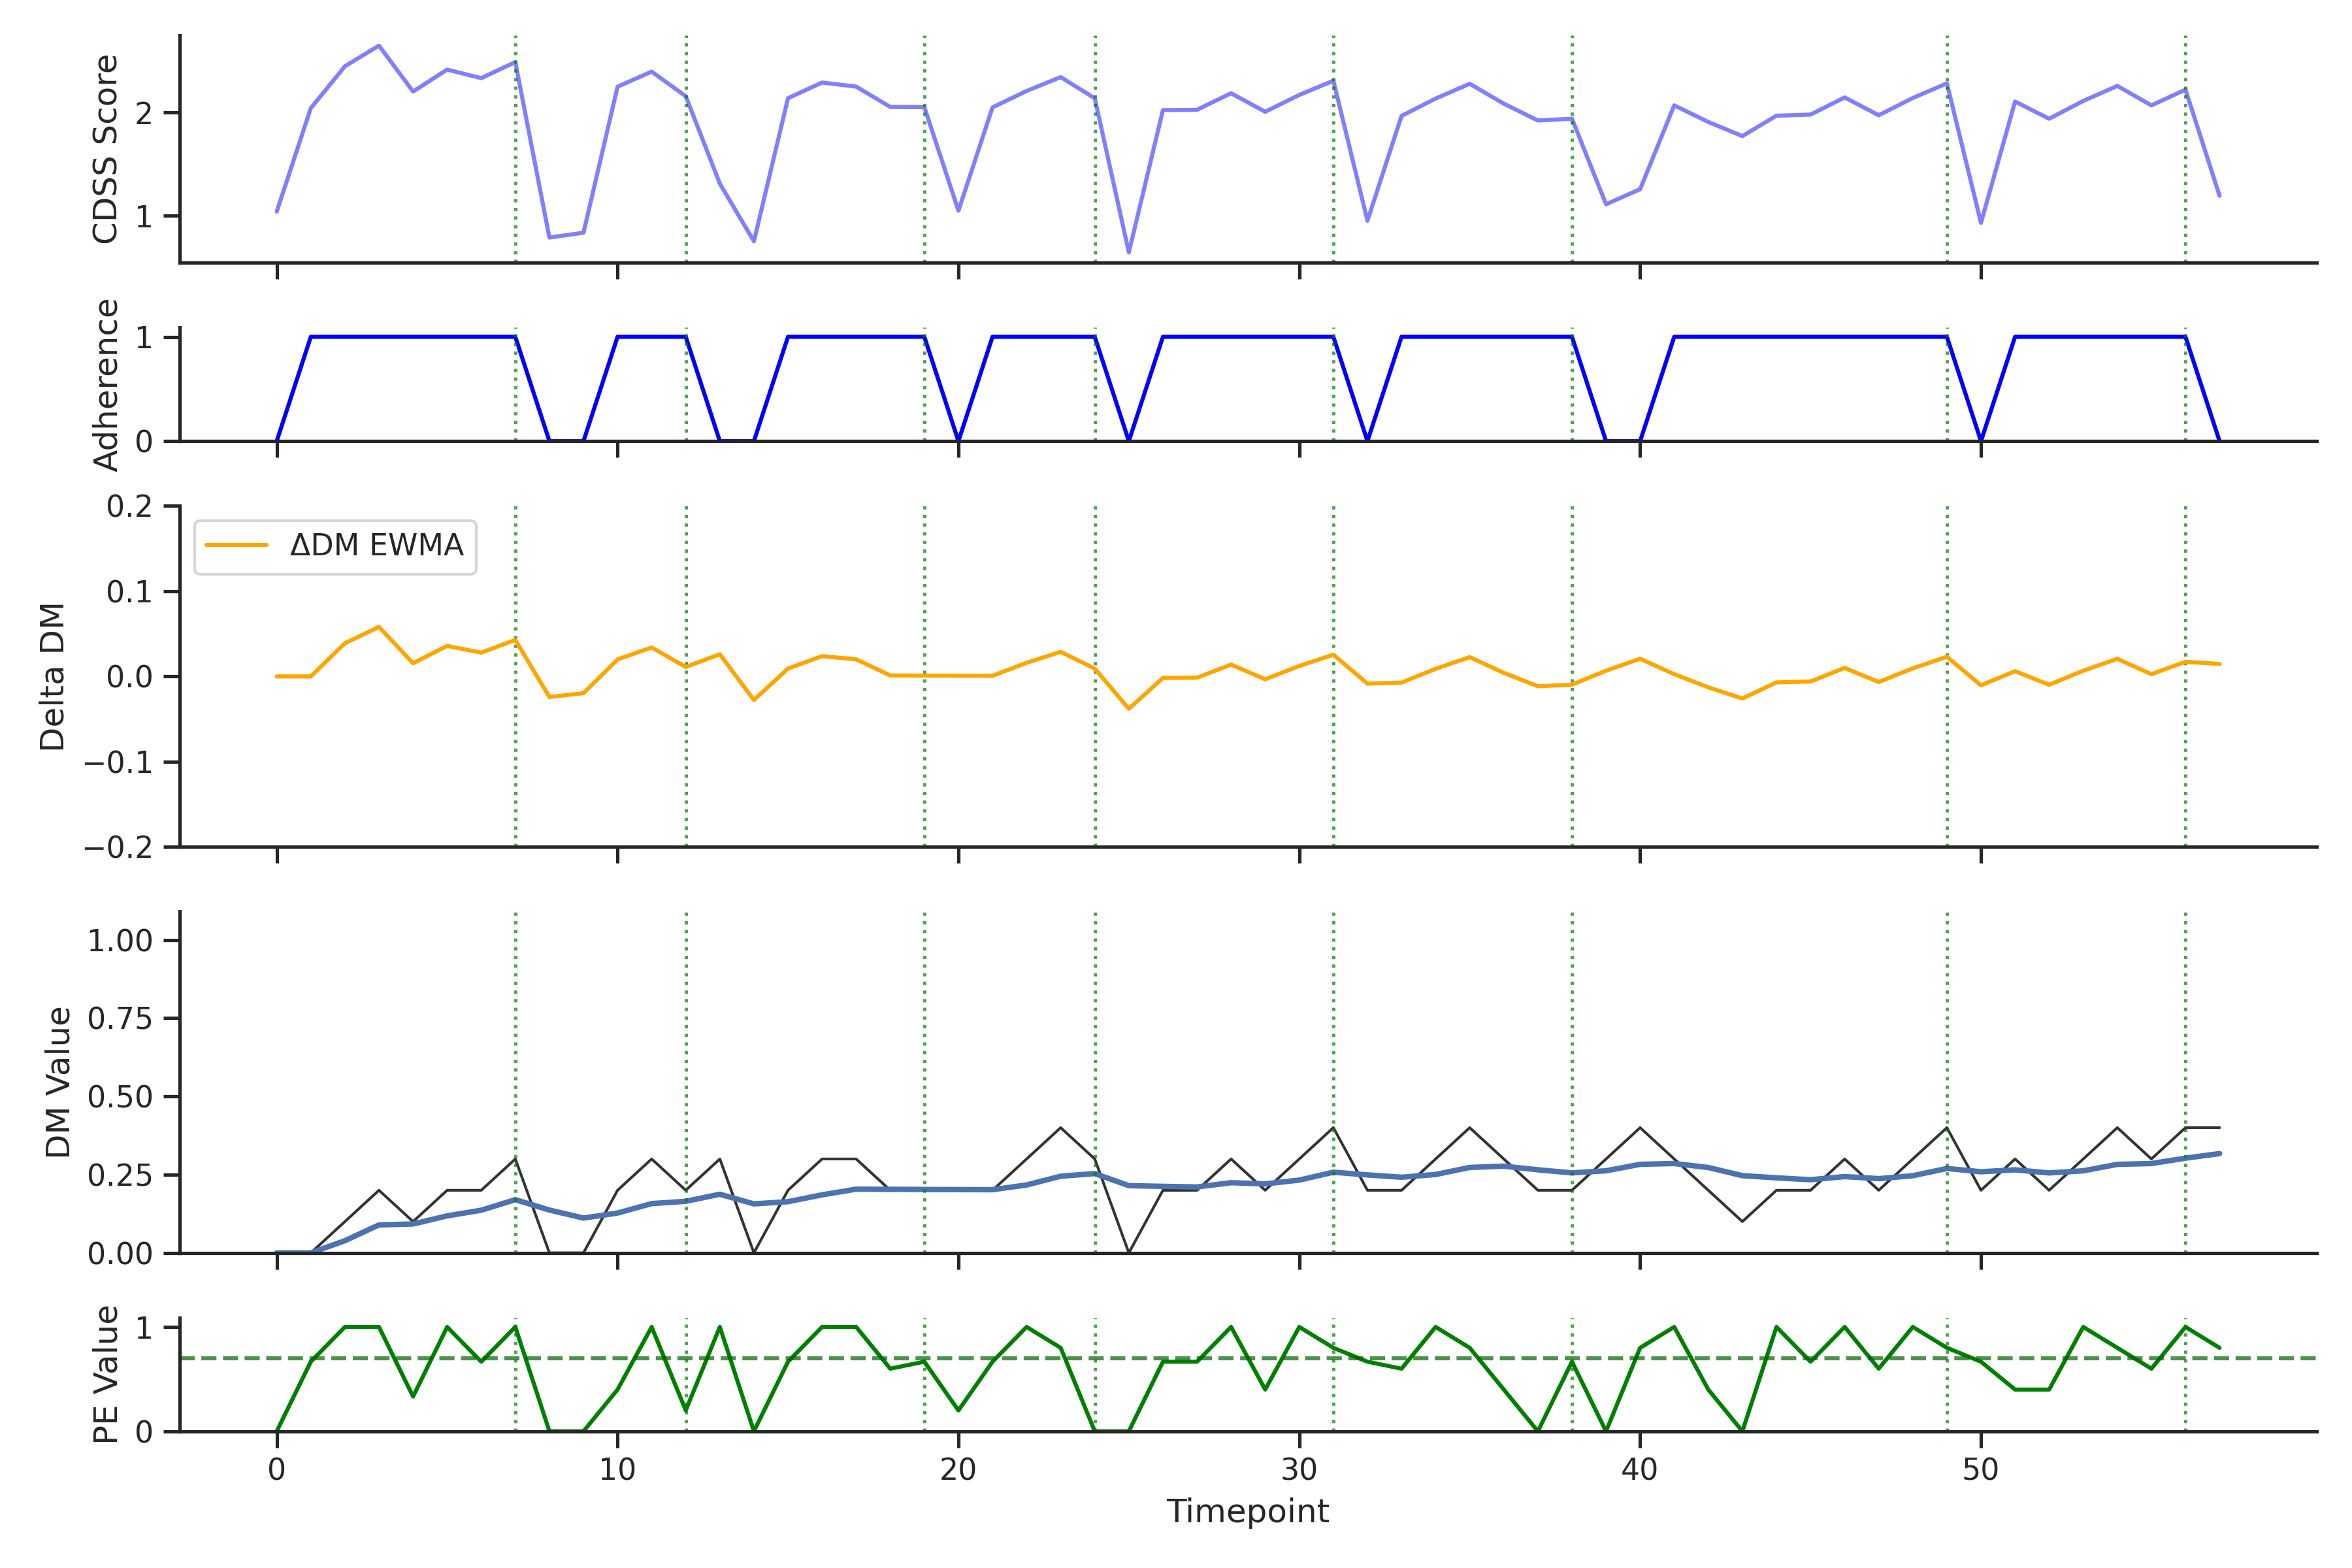 CDSS Score
2
1
Adherence
1
0
Delta DM
0.2
0.1
0.0
−0.1
−0.2
ΔDM EWMA
DM Value
1.00
0.75
0.50
0.25
0.00
PE Value
1
0
0 10 20 30 40 50
Timepoint